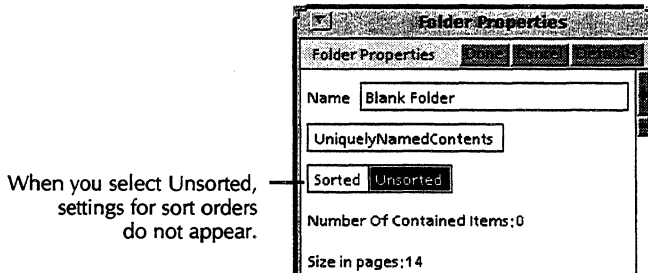 Folder Properties
Folder Properties Done Cancel Defaults
Name Blank Folder
UniquelyNamedContents
Sorted Unsorted
When you select Unsorted,
settings for sort orders
do not appear.
Number Of Contained Items:0
Size in pages:14